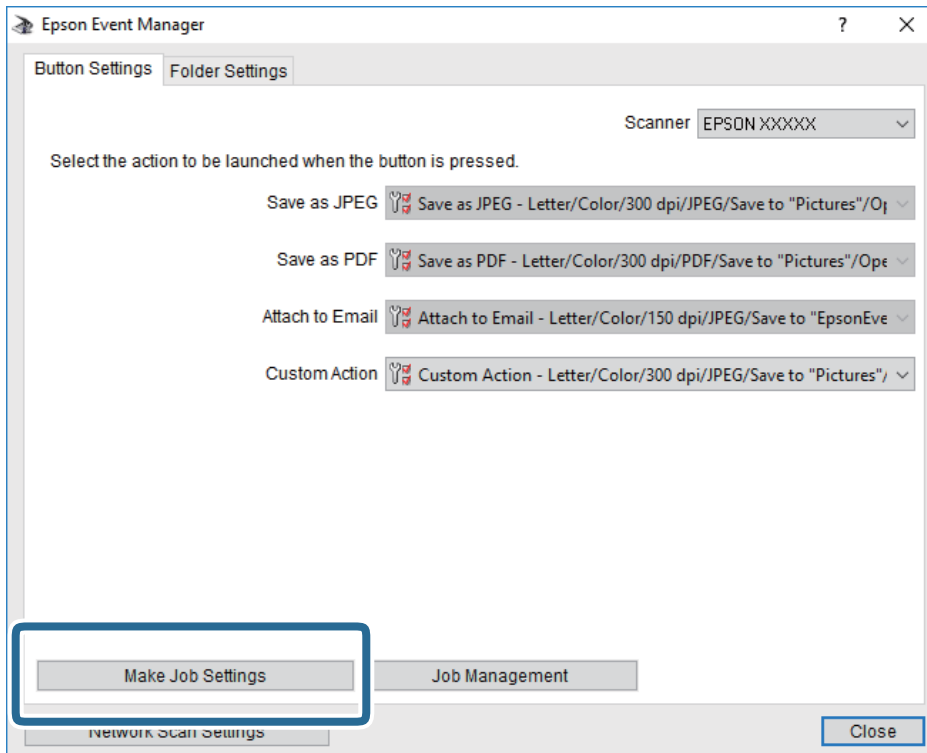 Epson Event Manager
Button Settings Folder Settings
Scanner EPSON XXXXX
Select the action to be launched when the button is pressed.
Save as JPEG Save as JPEG - Letter/Color/300 dpi/JPEG/Save to "Pictures"/Op
Save as PDF Save as PDF - Letter/Color/300 dpi/PDF/Save to "Pictures"/Ope
Attach to Email Attach to Email - Letter/Color/150 dpi/JPEG/Save to "EpsonEve
Custom Action Custom Action - Letter/Color/300 dpi/JPEG/Save to "Pictures"/
Make Job Settings Job Management
Network Scan Settings Close